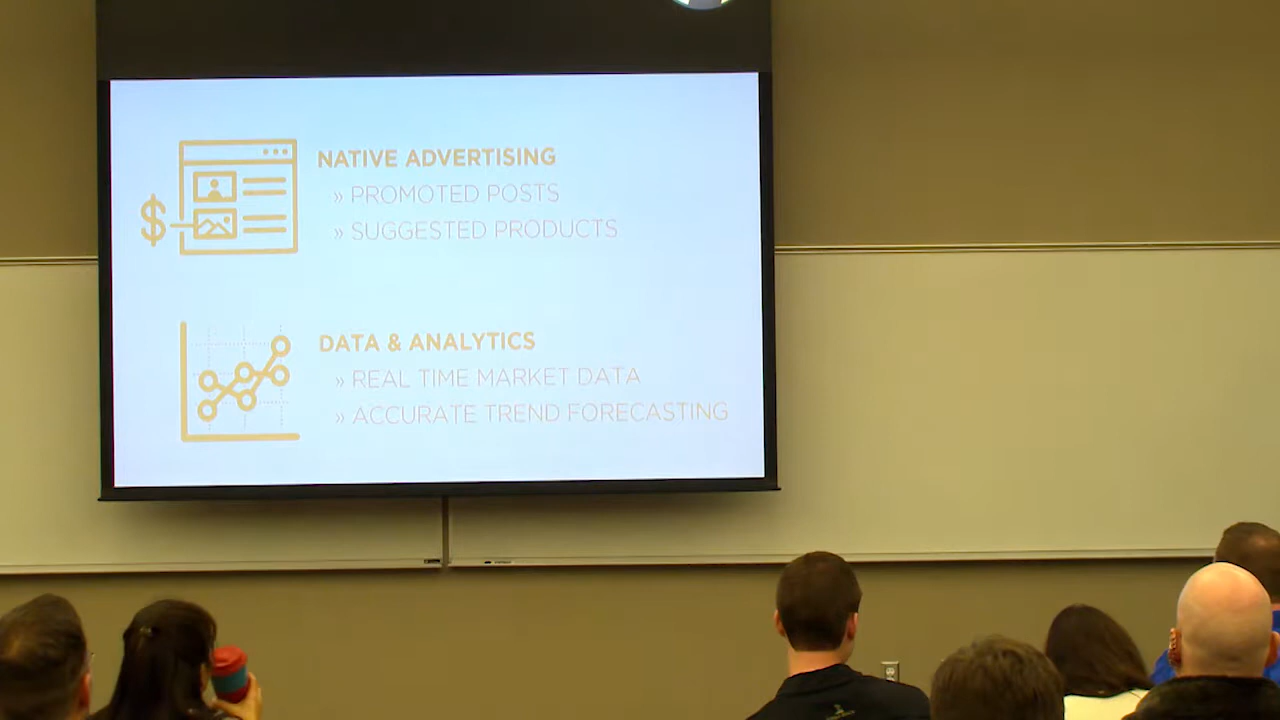 NATIVE ADVERTISING
» PROMOTED POSTS
» SUGGESTED PRODUCTS
$
DATA & ANALYTICS
» REAL TIME MARKET DATA
» ACCURATE TREND FORECASTING